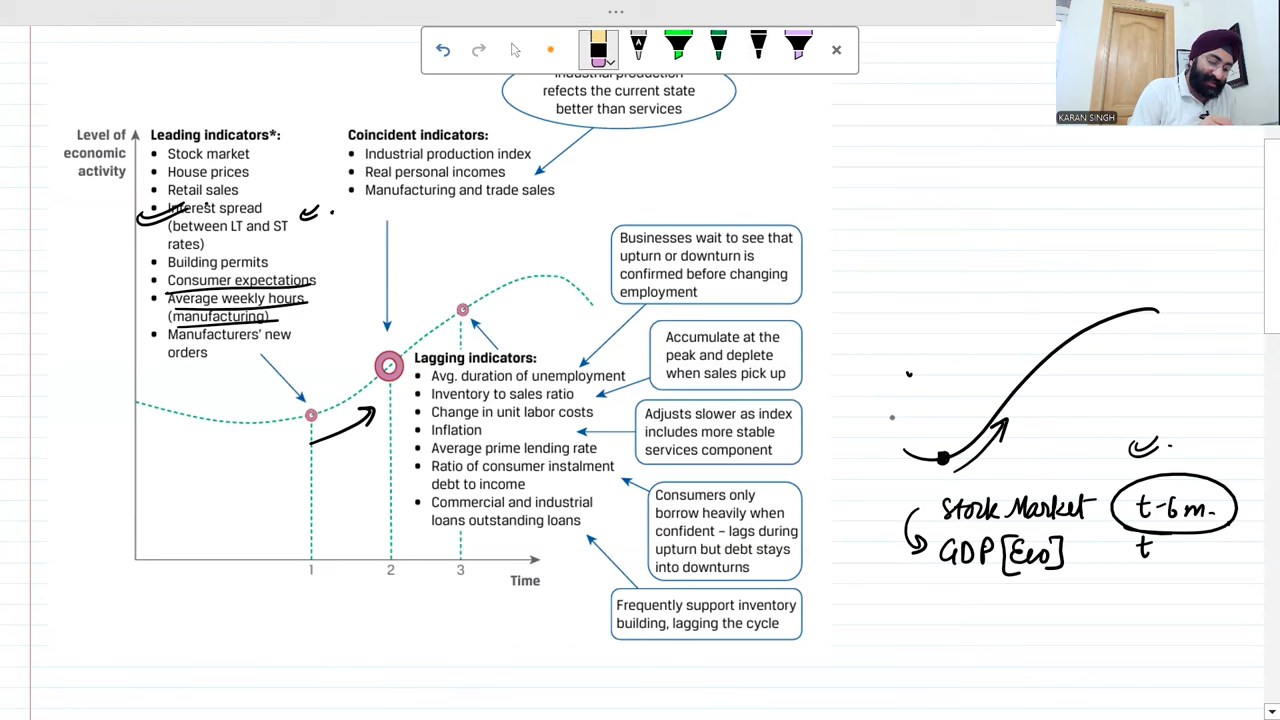 Industrial production
refects the current state
better than services
KARAN SINGH
Level of
economic
activity
Leading indicators*:
• Stock market
• House prices
• Retail sales
• Interest spread
(between LT and ST
rates)
• Building permits
• Consumer expectations
• Average weekly hours
(manufacturing)
• Manufacturers' new
orders
Coincident indicators:
• Industrial production index
• Real personal incomes
• Manufacturing and trade sales
Businesses wait to see that
upturn or downturn is
confirmed before changing
employment
Accumulate at the
peak and deplete
when sales pick up
Lagging indicators:
• Avg. duration of unemployment
• Inventory to sales ratio
• Change in unit labor costs
• Inflation
• Average prime lending rate
• Ratio of consumer instalment
debt to income
• Commercial and industrial
loans outstanding loans
Adjusts slower as index
includes more stable
services component
Consumers only
borrow heavily when
confident – lags during
upturn but debt stays
into downturns
Frequently support inventory
building, lagging the cycle
1 2 3
Time
Stock Market t-6m.
GDP [Eco] t